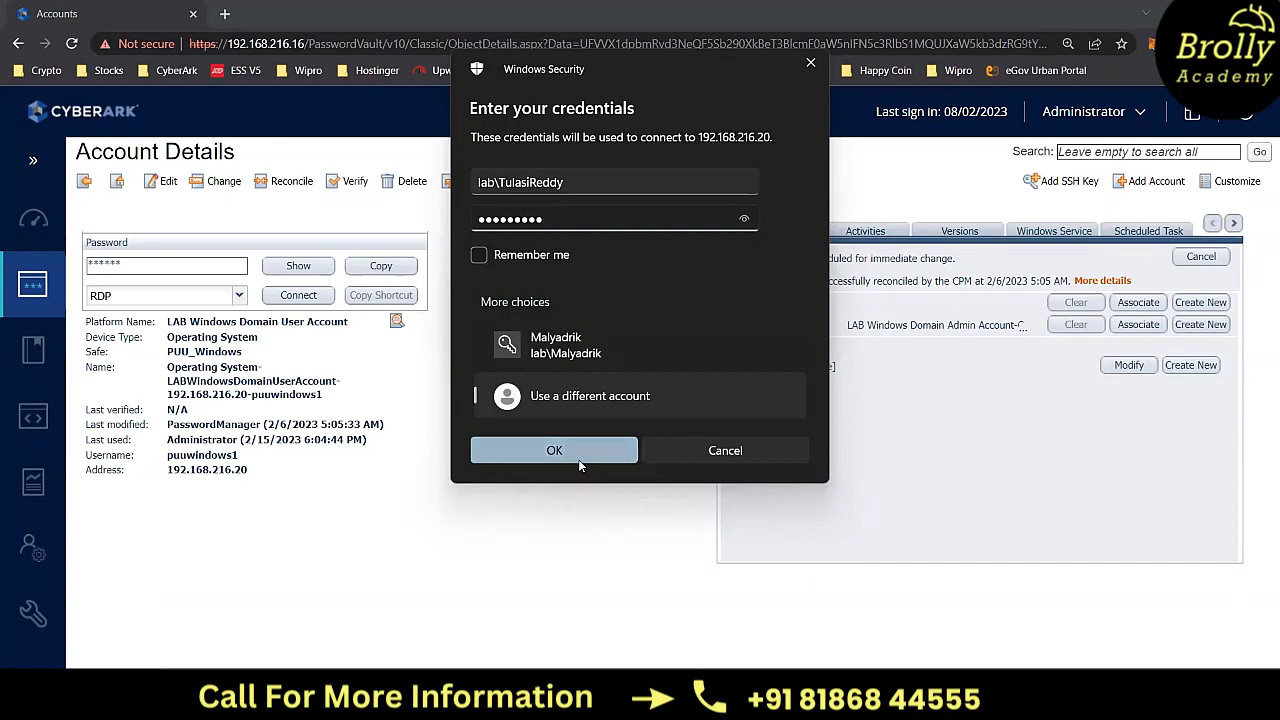 Accounts
Brolly
Academy
Not secure
https://192.168.216.16/PasswordVault/v10/Classic/ObjectDetails.aspx?Data=
Crypto
Stocks
CyberArk
ESS V5
Wipro
Hostinger
Upw
Happy Coin
Wipro
eGov Urban Portal
CYBERARK
Last sign in: 08/02/2023
Administrator
Windows Security
Enter your credentials
These credentials will be used to connect to 192.168.216.20.
lab\TulasiReddy
•••••••••
Remember me
More choices
Malyadrik
lab\Malyadrik
Use a different account
OK
Cancel
Account Details
Search:
Leave empty to search all
Go
Edit
Change
Reconcile
Verify
Delete
Add SSH Key
Add Account
Customize
Password
******
Show
Copy
RDP
Connect
Copy Shortcut
Platform Name: LAB Windows Domain User Account
Device Type: Operating System
Safe: PUU_Windows
Name: Operating System-
LABWindowsDomainUserAccount-
192.168.216.20-puuwindows1
Last verified: N/A
Last modified: PasswordManager (2/6/2023 5:05:33 AM)
Last used: Administrator (2/15/2023 6:04:44 PM)
Username: puuwindows1
Address: 192.168.216.20
Activities
Versions
Windows Service
Scheduled Task
duled for immediate change.
Cancel
cessfully reconciled by the CPM at 2/6/2023 5:05 AM. More details
Clear
Associate
Create New
LAB Windows Domain Admin Account-C...
Clear
Associate
Create New
e]
Modify
Create New
Call For More Information
+91 81868 44555